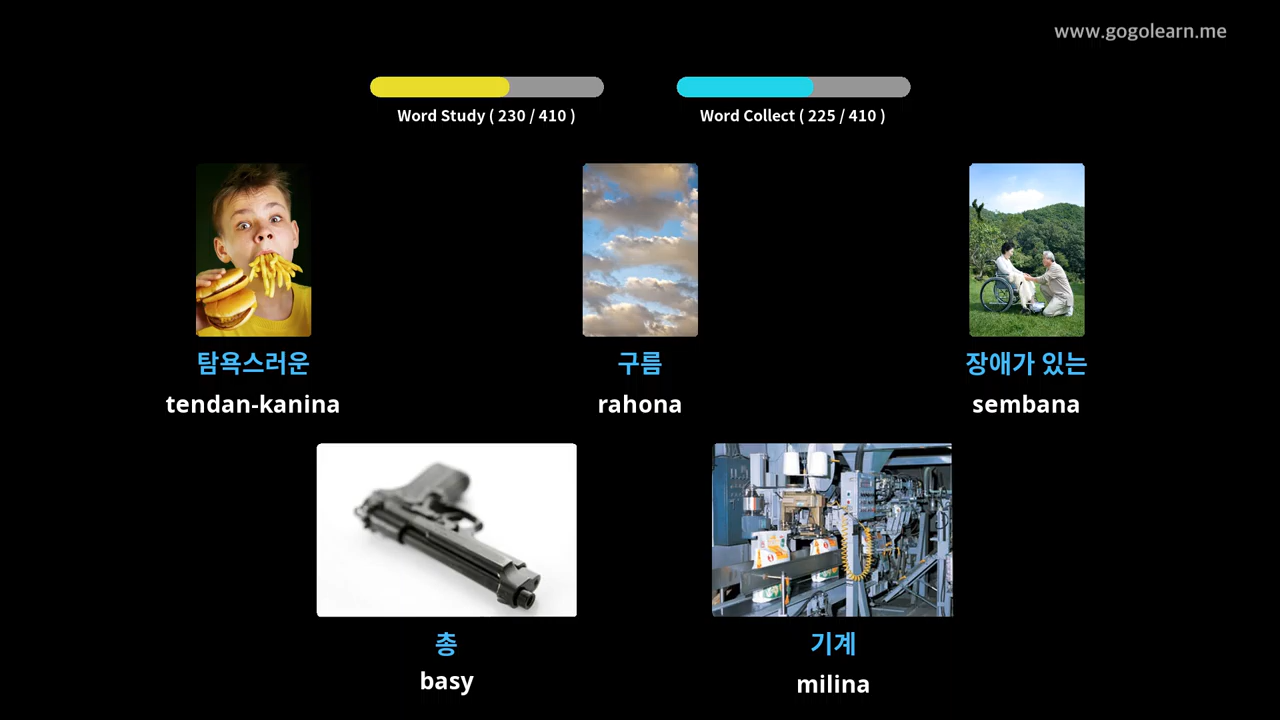 www.gogolearn.me
Word Study ( 230 / 410 )
Word Collect ( 225 / 410 )
탐욕스러운
tendan-kanina
구름
rahona
장애가 있는
sembana
총
basy
기계
milina